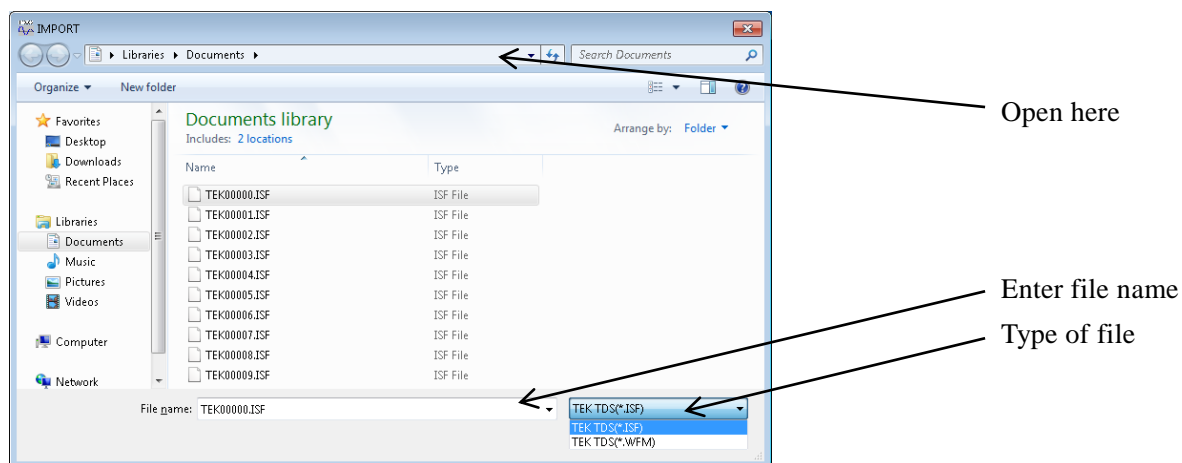 IMPORT
Libraries Documents
Search Documents
Organize New folder
Open here
Favorites
Desktop
Downloads
Recent Places
Libraries
Documents
Music
Pictures
Videos
Computer
Network
Documents library
Includes: 2 locations
Arrange by: Folder
Name Type
TEK00000.ISF ISF File
TEK00001.ISF ISF File
TEK00002.ISF ISF File
TEK00003.ISF ISF File
TEK00004.ISF ISF File
TEK00005.ISF ISF File
TEK00006.ISF ISF File
TEK00007.ISF ISF File
TEK00008.ISF ISF File
TEK00009.ISF ISF File
Enter file name
Type of file
File name: TEK00000.ISF
TEK TDS(*.ISF)
TEK TDS(*.ISF)
TEK TDS(*.WFM)